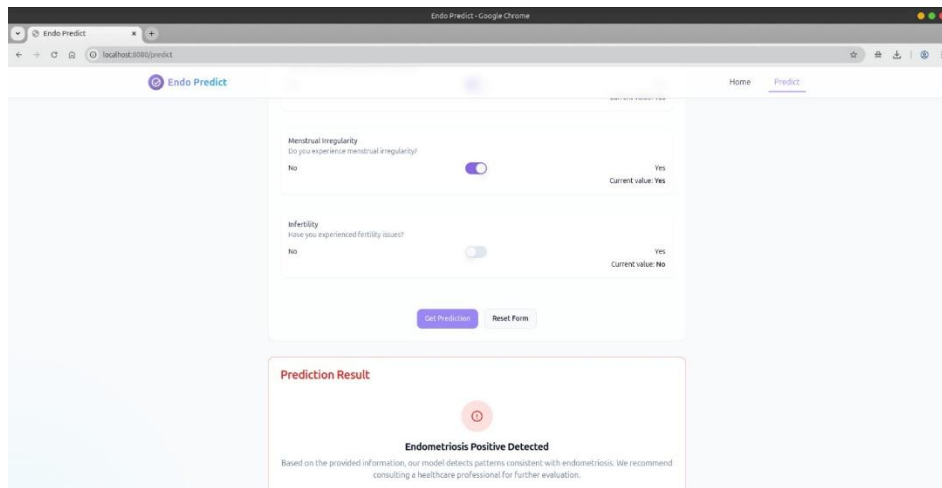 Endo Predict - Google Chrome
Endo Predict
localhost:8080/predict
Endo Predict
Home
Predict
Menstrual Irregularity
Do you experience menstrual irregularity?
No
Yes
Current value: Yes
Infertility
Have you experienced fertility issues?
No
Yes
Current value: No
Get Prediction
Reset Form
Prediction Result
Endometriosis Positive Detected
Based on the provided information, our model detects patterns consistent with endometriosis. We recommend
consulting a healthcare professional for further evaluation.